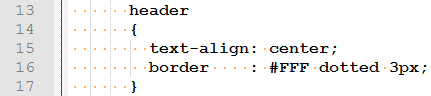 13 header
14 {
15 text-align: center;
16 border    : #FFF dotted 3px;
17 }